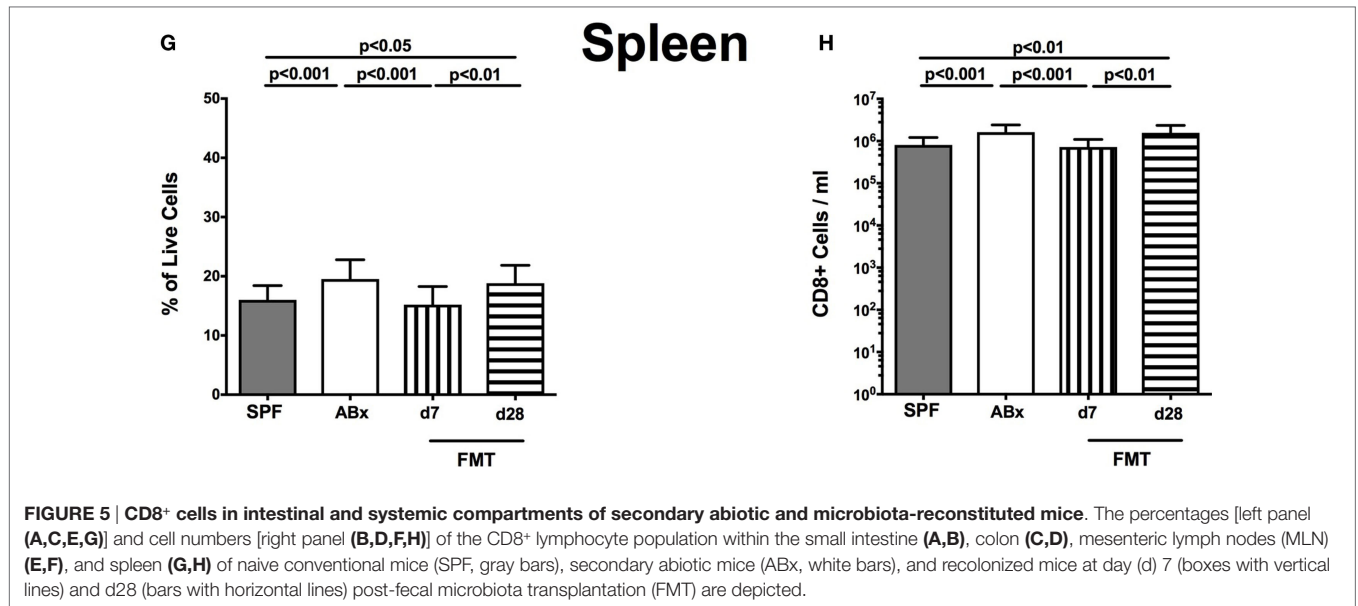 G
Spleen
H
p<0.05
p<0.001 p<0.001 p<0.01
50
40
30
20
10
0
% of Live Cells
SPF ABx d7 d28
FMT
p<0.01
p<0.001 p<0.001 p<0.01
10⁷
10⁶
10⁵
10⁴
10³
10²
10¹
10⁰
CD8+ Cells / ml
SPF ABx d7 d28
FMT
FIGURE 5 | CD8⁺ cells in intestinal and systemic compartments of secondary abiotic and microbiota-reconstituted mice. The percentages [left panel
(A,C,E,G)] and cell numbers [right panel (B,D,F,H)] of the CD8⁺ lymphocyte population within the small intestine (A,B), colon (C,D), mesenteric lymph nodes (MLN)
(E,F), and spleen (G,H) of naive conventional mice (SPF, gray bars), secondary abiotic mice (ABx, white bars), and recolonized mice at day (d) 7 (boxes with vertical
lines) and d28 (bars with horizontal lines) post-fecal microbiota transplantation (FMT) are depicted.